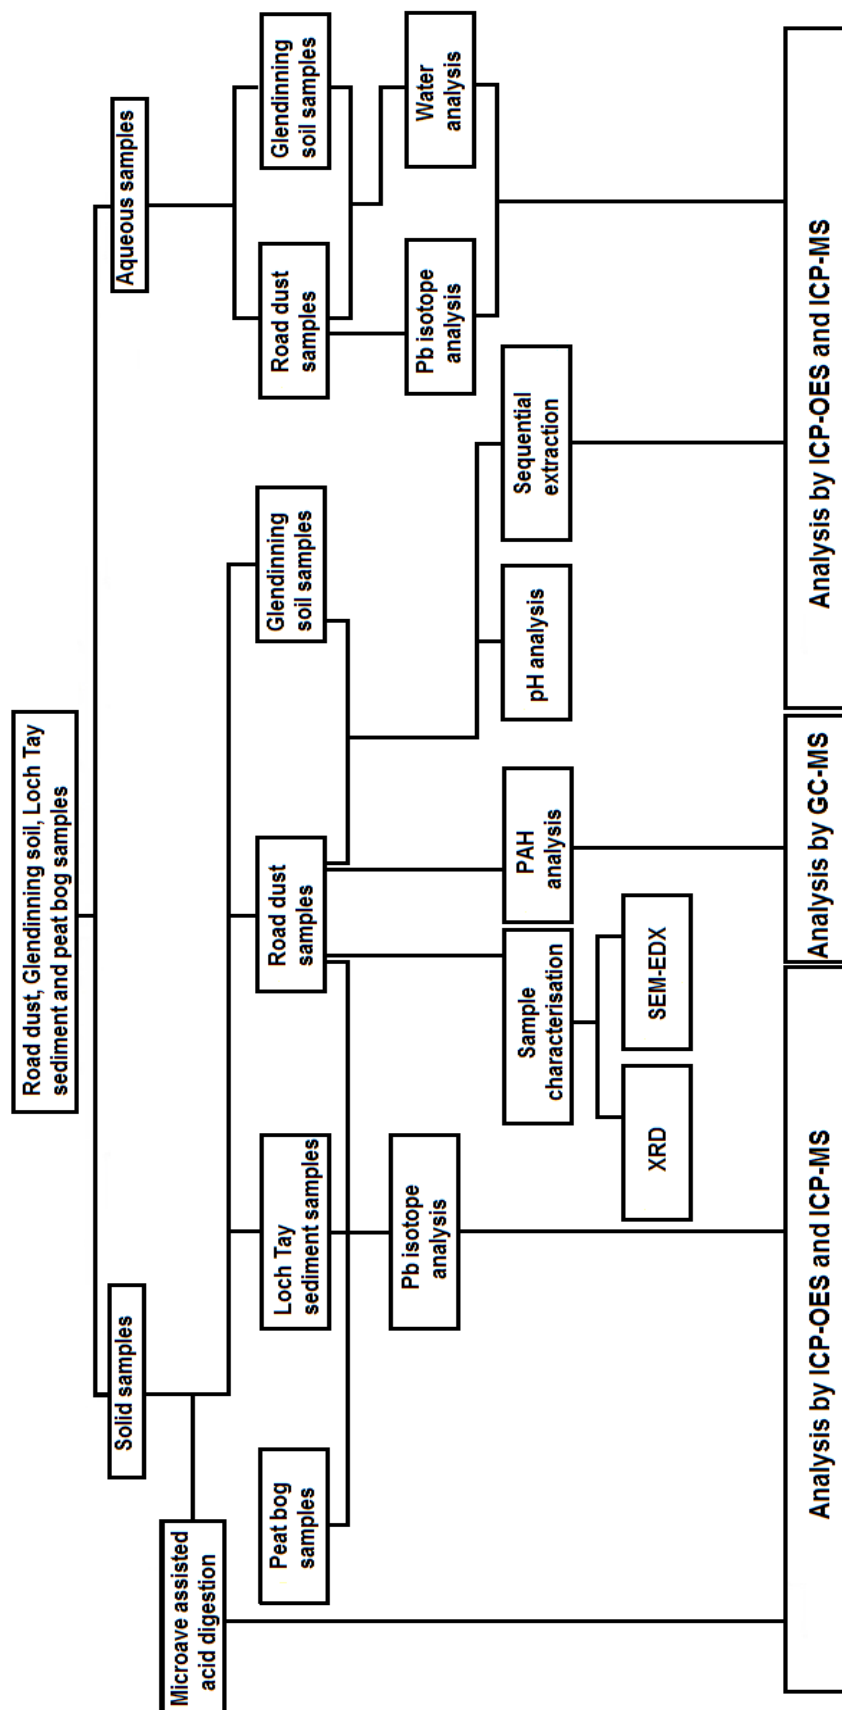 Road dust, Glendinning soil, Loch Tay
sediment and peat bog samples
Solid samples
Aqueous samples
Microave assisted
acid digestion
Peat bog
samples
Loch Tay
sediment samples
Road dust
samples
Glendinning
soil samples
Road dust
samples
Glendinning
soil samples
Pb isotope
analysis
Pb isotope
analysis
Water
analysis
Sample
characterisation
PAH
analysis
pH analysis
Sequential
extraction
XRD
SEM-EDX
Analysis by ICP-OES and ICP-MS
Analysis by GC-MS
Analysis by ICP-OES and ICP-MS